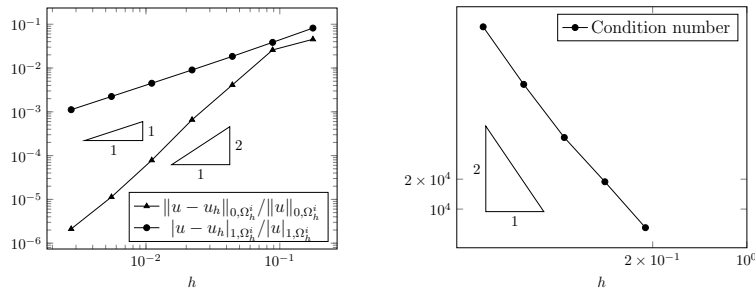 10^{-1}
10^{-2}
10^{-3}
10^{-4}
10^{-5}
10^{-6}
1
1
2
1
‖u − u_h‖_{0,Ω_h^i}/‖u‖_{0,Ω_h^i}
|u − u_h|_{1,Ω_h^i}/|u|_{1,Ω_h^i}
10^{-2}
10^{-1}
h
Condition number
2 × 10^4
10^4
2
1
2 × 10^{-1}
10^0
h